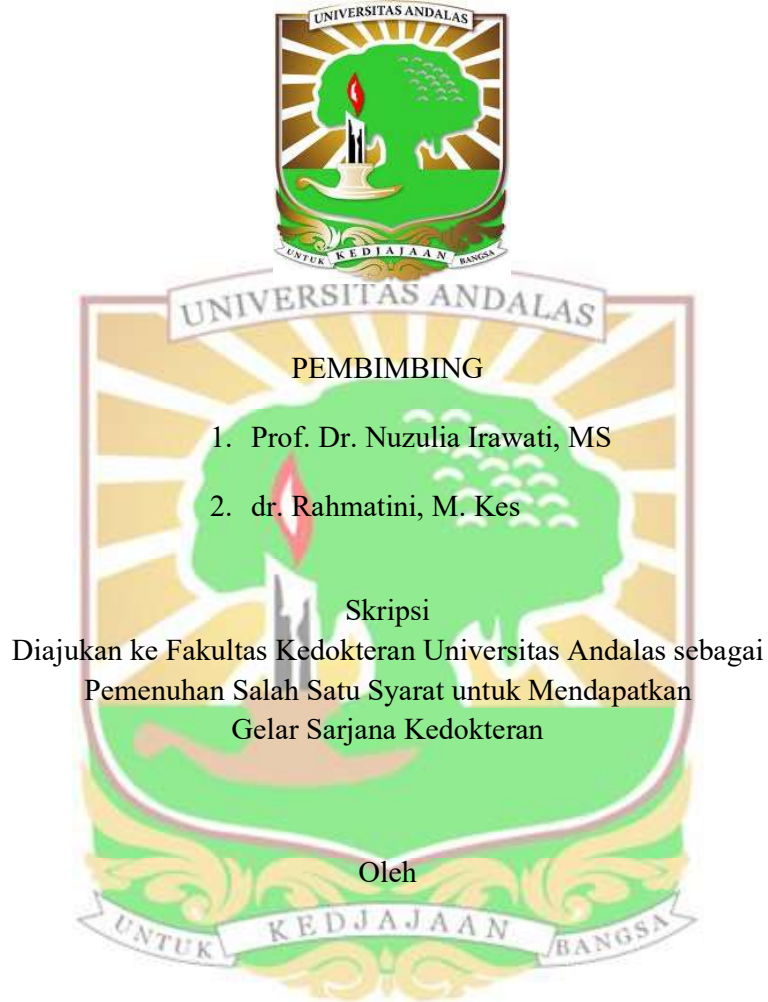 UNIVERSITAS ANDALAS
UNTUK KEDJAJAAN BANGSA
UNIVERSITAS ANDALAS
PEMBIMBING
1. Prof. Dr. Nuzulia Irawati, MS
2. dr. Rahmatini, M. Kes
Skripsi
Diajukan ke Fakultas Kedokteran Universitas Andalas sebagai
Pemenuhan Salah Satu Syarat untuk Mendapatkan
Gelar Sarjana Kedokteran
Oleh
UNTUK KEDJAJAAN BANGSA